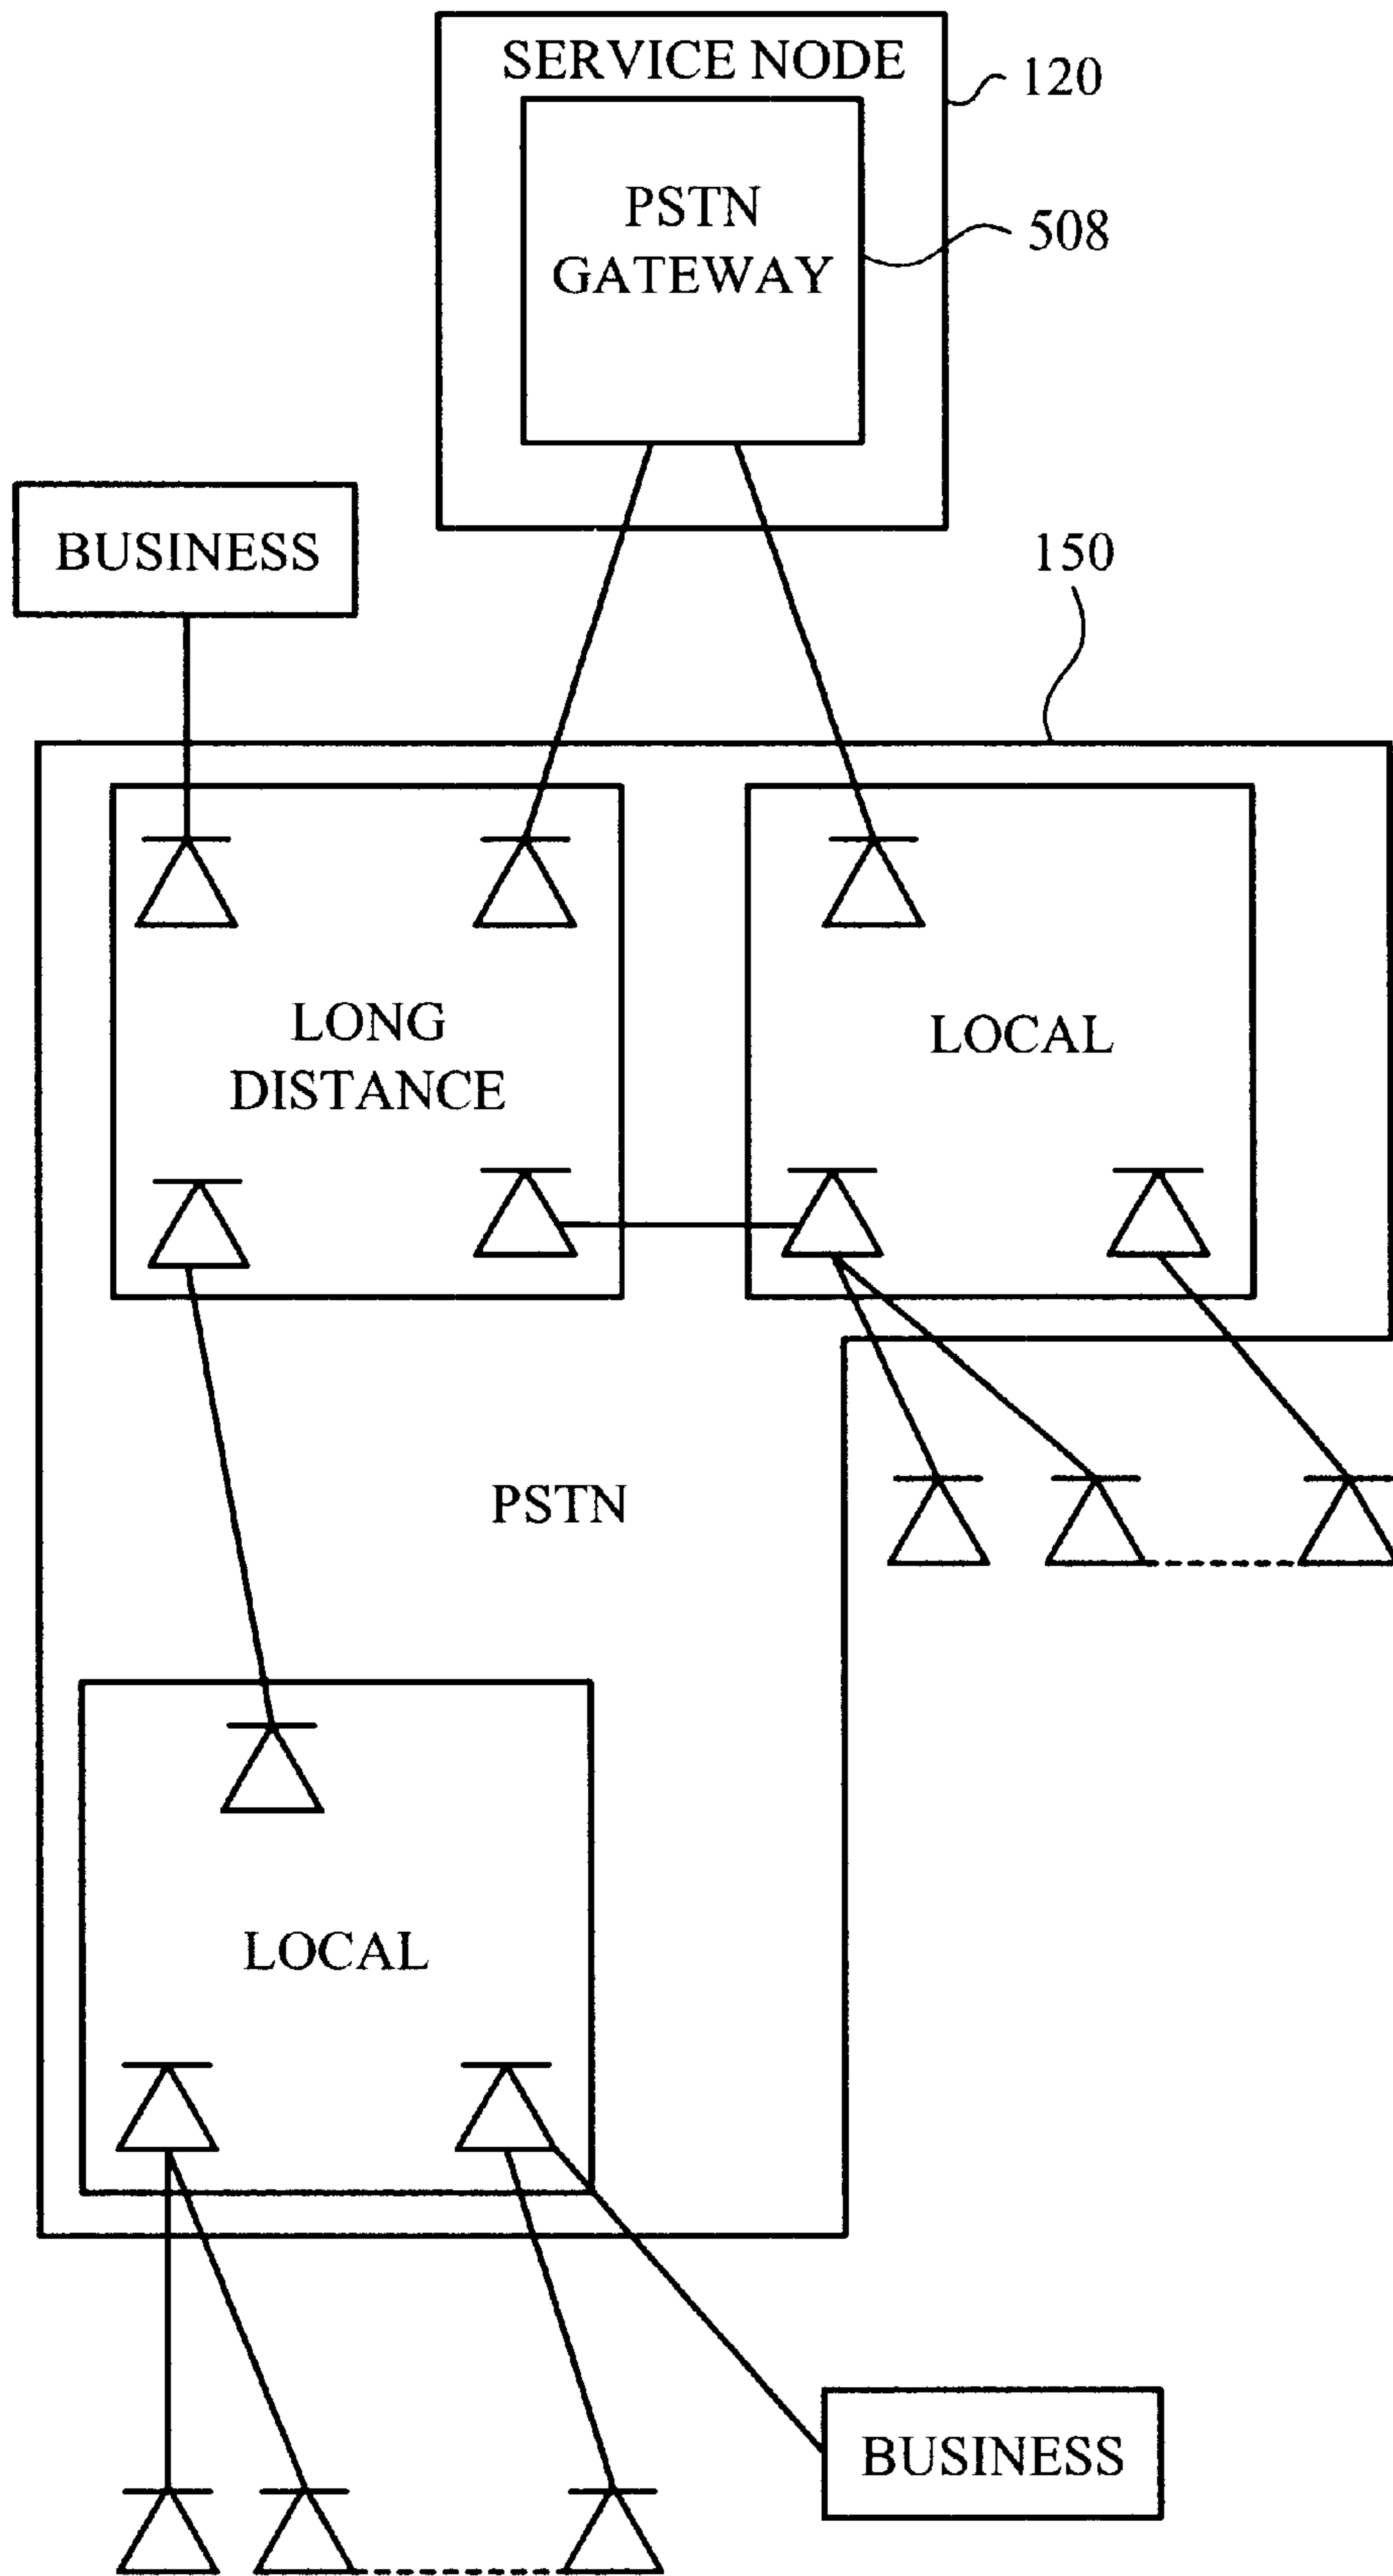 SERVICE NODE
120
PSTN
GATEWAY
508
BUSINESS
150
LONG
DISTANCE
LOCAL
PSTN
LOCAL
BUSINESS